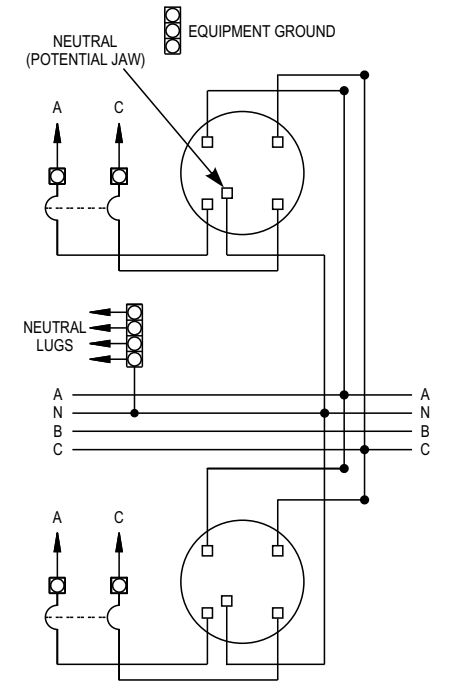 EQUIPMENT GROUND
NEUTRAL
(POTENTIAL JAW)
A C
NEUTRAL
LUGS
A A
N N
B B
C C
A C